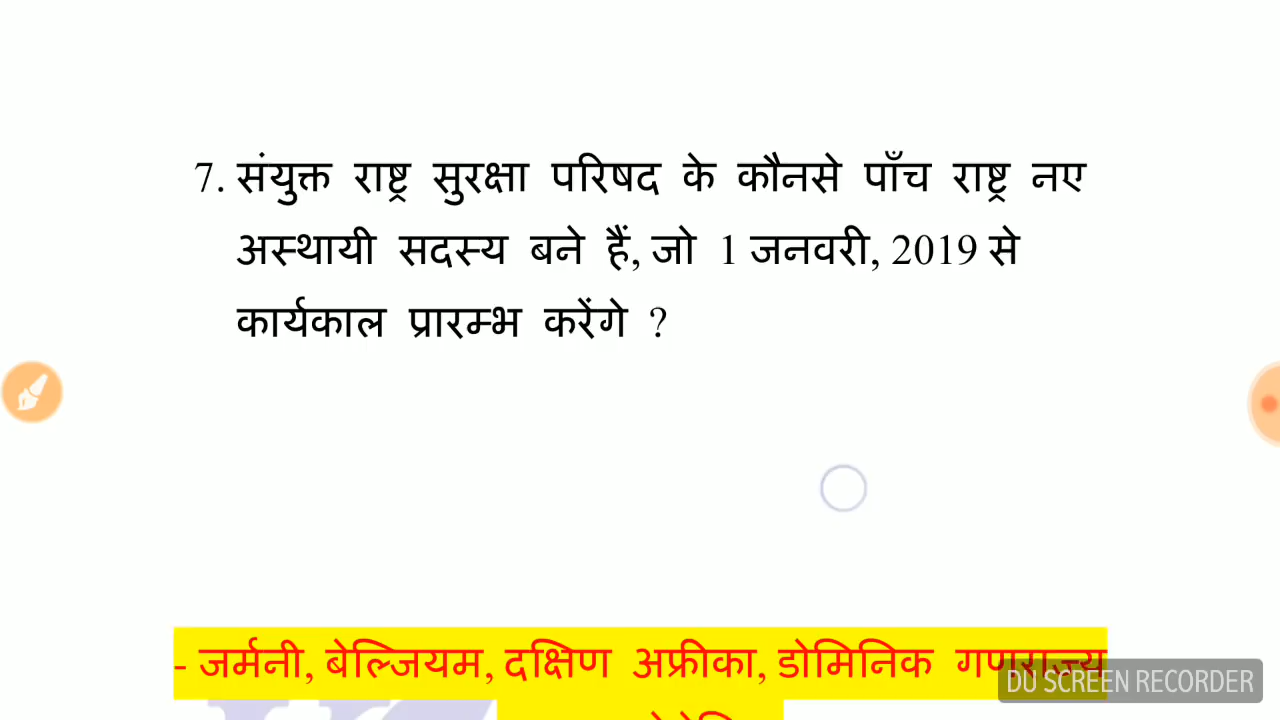 7. संयुक्त राष्ट्र सुरक्षा परिषद के कौनसे पाँच राष्ट्र नए
अस्थायी सदस्य बने हैं, जो 1 जनवरी, 2019 से
कार्यकाल प्रारम्भ करेंगे ?
- जर्मनी, बेल्जियम, दक्षिण अफ्रीका, डोमिनिक गणराज्य
DU SCREEN RECORDER